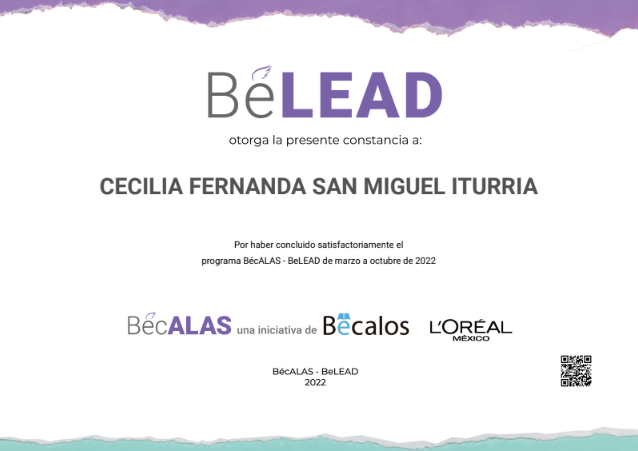 BéLEAD
otorga la presente constancia a:
CECILIA FERNANDA SAN MIGUEL ITURRIA
Por haber concluido satisfactoriamente el
programa BécALAS - BeLEAD de marzo a octubre de 2022
BécALAS una iniciativa de Bécalos L'ORÉAL
MÉXICO
BécALAS - BeLEAD
2022